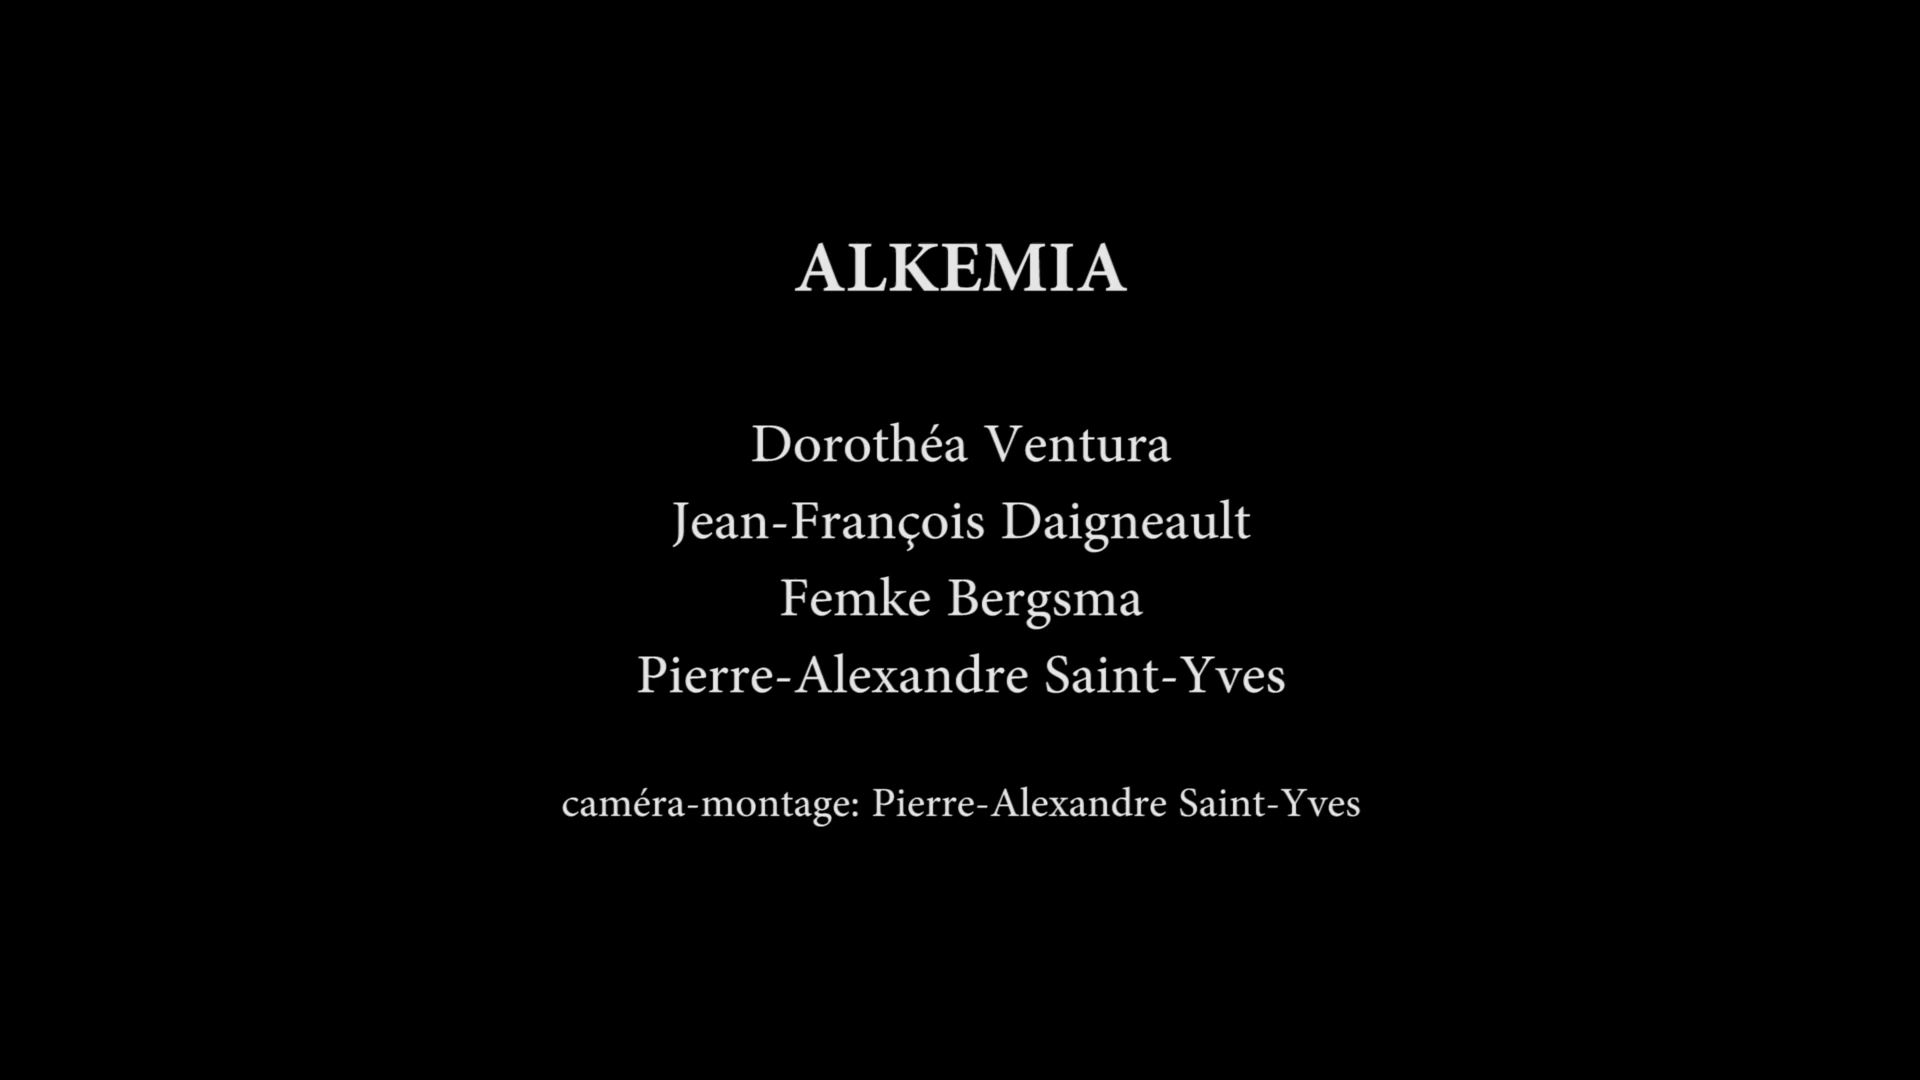 ALKEMIA
Dorothéa Ventura
Jean-François Daigneault
Femke Bergsma
Pierre-Alexandre Saint-Yves
caméra-montage: Pierre-Alexandre Saint-Yves